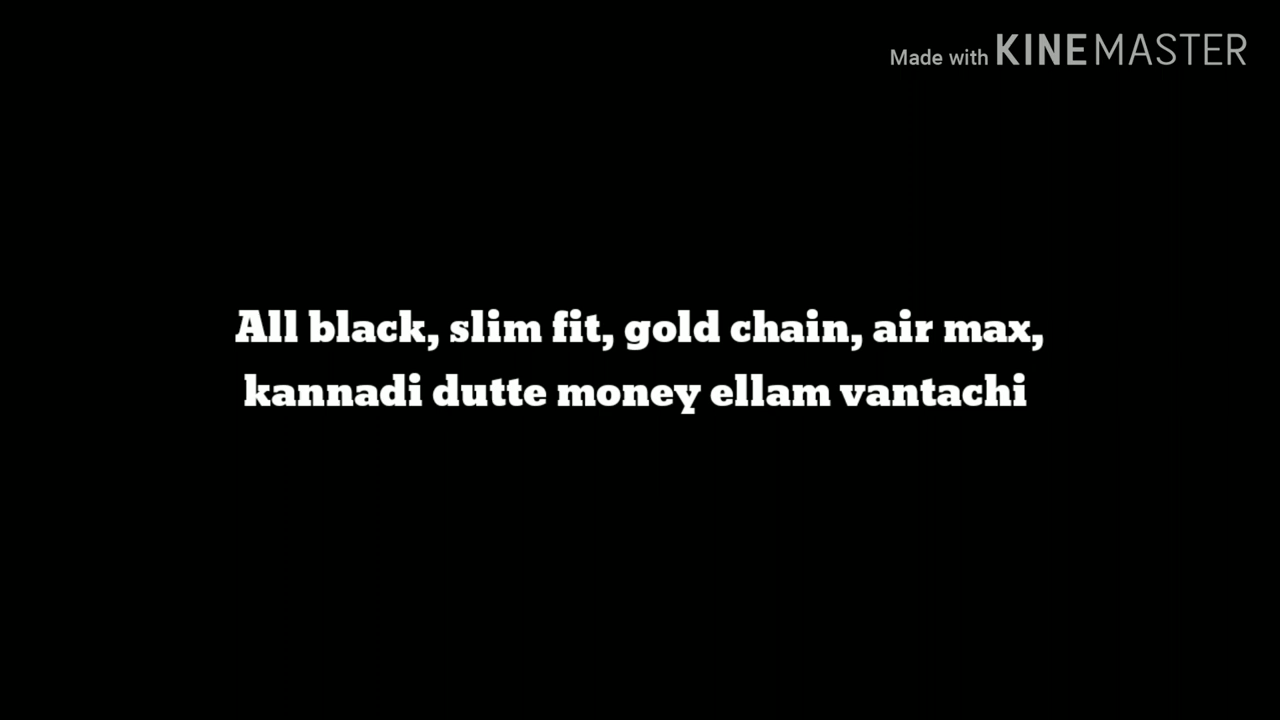 Made with KINEMASTER
All black, slim fit, gold chain, air max,
kannadi dutte money ellam vantachi